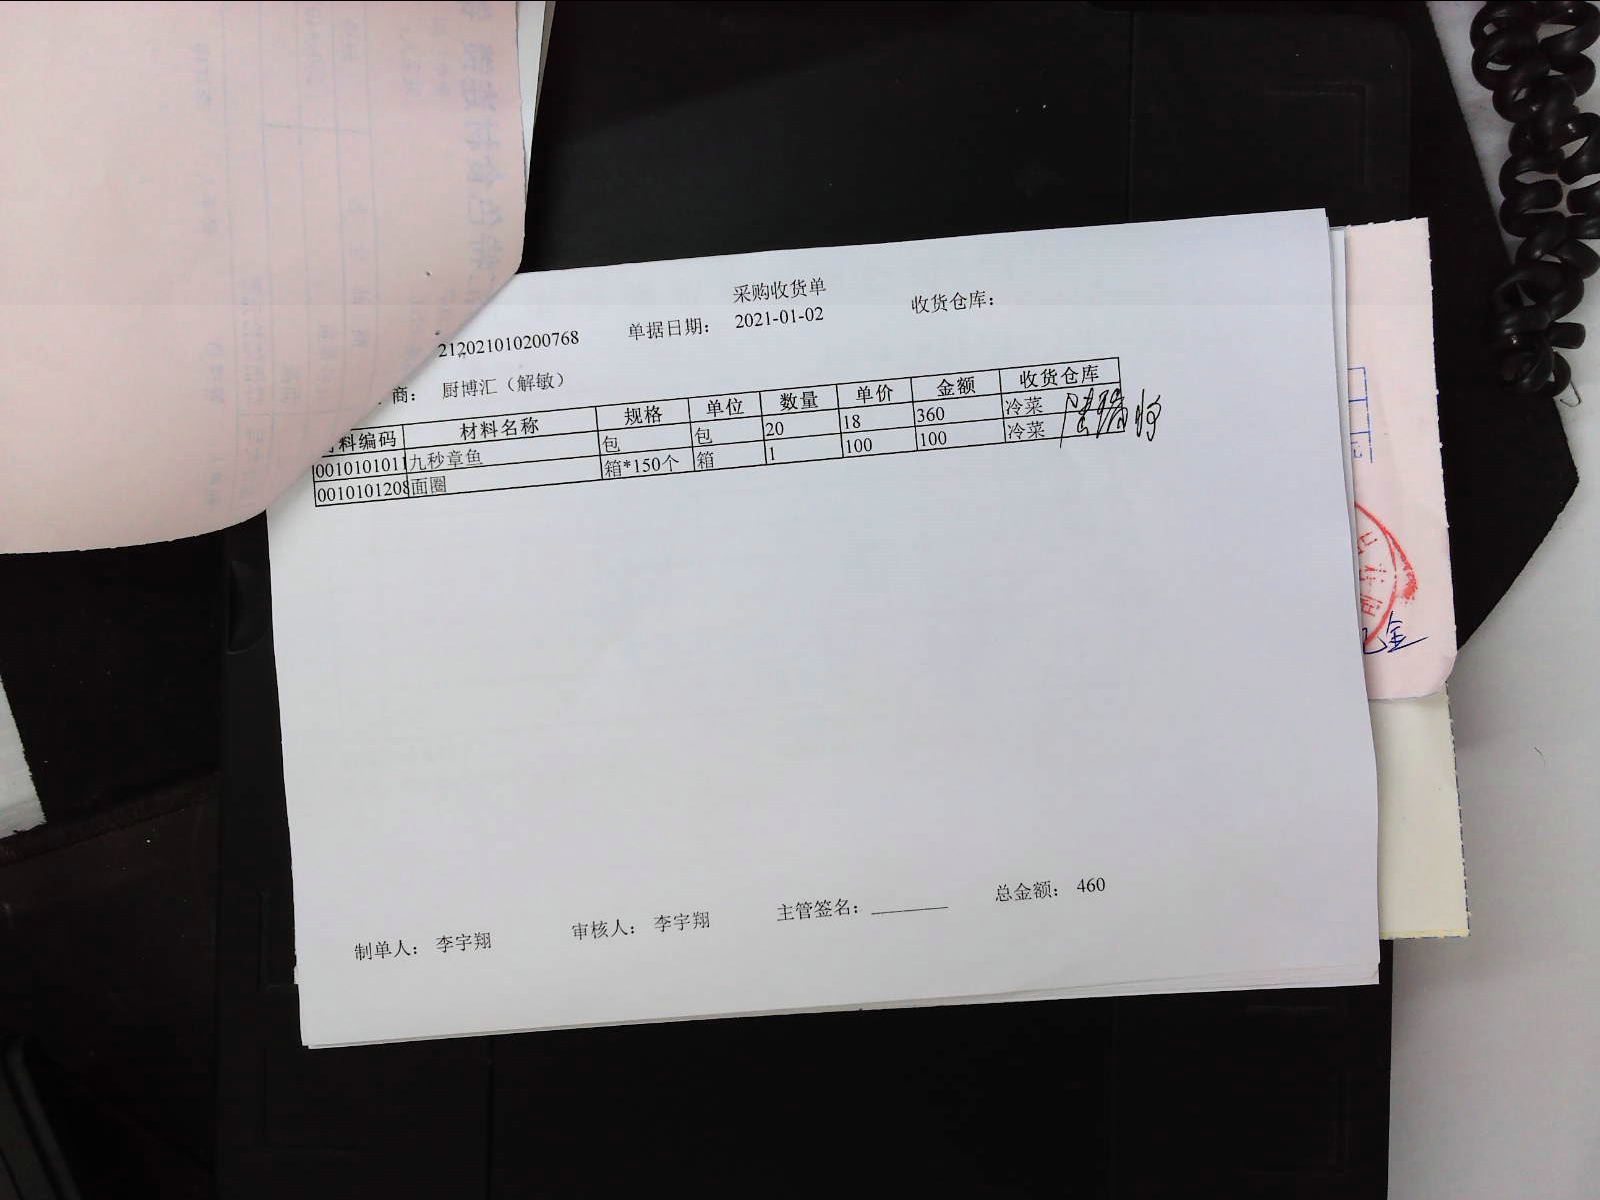 采购收货单
212021010200768 单据日期： 2021-01-02 收货仓库：
商： 厨博汇（解敏）
料编码 材料名称 规格 单位 数量 单价 金额 收货仓库
0010101011 九秒章鱼 包 包 20 18 360 冷菜
0010101208 面圈 箱*150个 箱 1 100 100 冷菜
制单人： 李宇翔 审核人： 李宇翔 主管签名： 总金额： 460